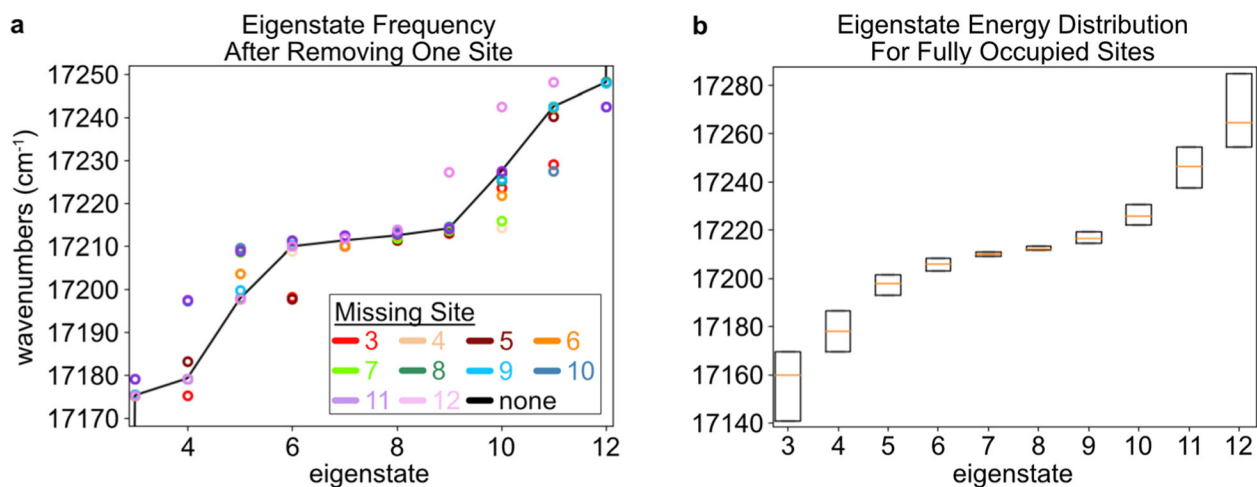 a
Eigenstate Frequency
After Removing One Site
17250
17240
17230
17220
17210
17200
17190
17180
17170
wavenumbers (cm⁻¹)
Missing Site
3 4 5 6
7 8 9 10
11 12 none
4 6 8 10 12
eigenstate
b
Eigenstate Energy Distribution
For Fully Occupied Sites
17280
17260
17240
17220
17200
17180
17160
17140
3 4 5 6 7 8 9 10 11 12
eigenstate